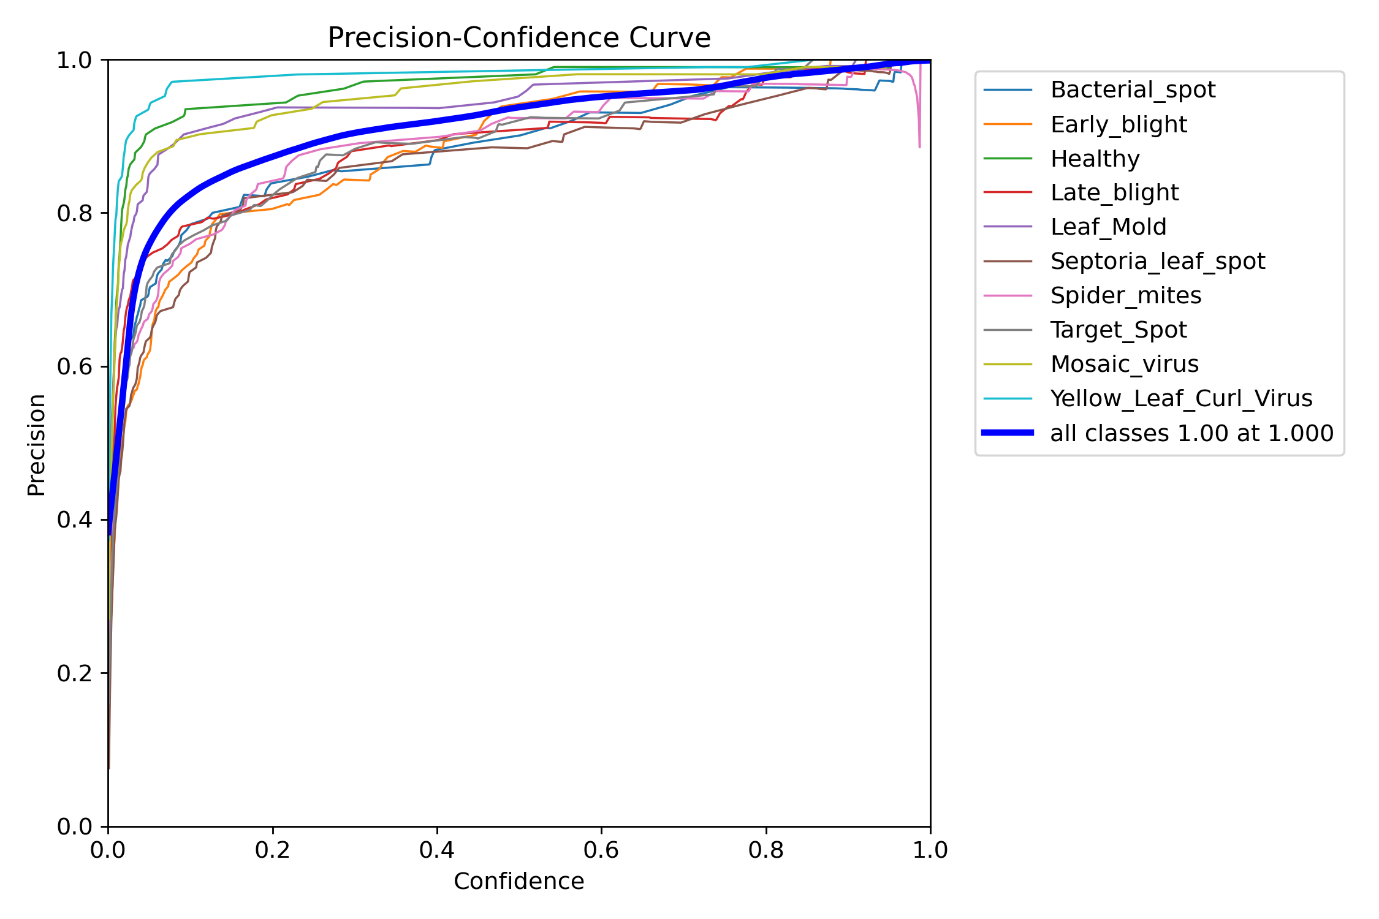 Precision-Confidence Curve
1.0
0.8
0.6
0.4
0.2
0.0
Precision
0.0 0.2 0.4 0.6 0.8 1.0
Confidence
Bacterial_spot
Early_blight
Healthy
Late_blight
Leaf_Mold
Septoria_leaf_spot
Spider_mites
Target_Spot
Mosaic_virus
Yellow_Leaf_Curl_Virus
all classes 1.00 at 1.000